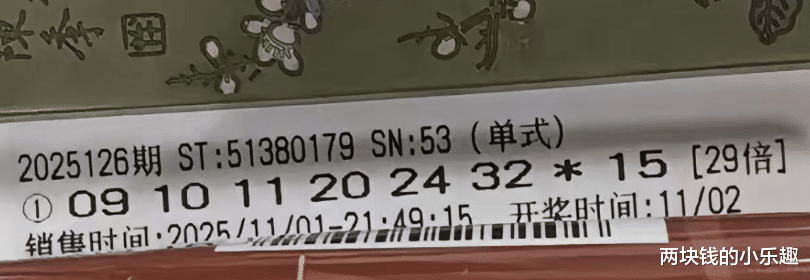 2025126期 ST:51380179 SN:53 (单式)
① 09 10 11 20 24 32 * 15 [29倍]
销售时间:2025/11/01-21:49:15 开奖时间:11/02
两块钱的小乐趣